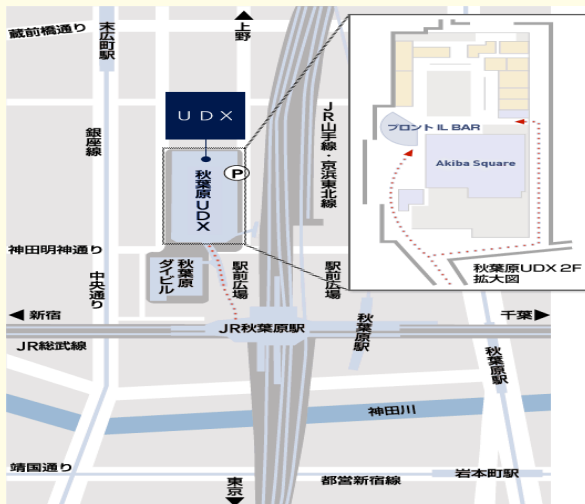 蔵前橋通り
末広町駅
上野
UDX
銀座線
P
秋葉原UDX
JR山手線・京浜東北線
フロント IL BAR
Akiba Square
秋葉原UDX 2F
拡大図
神田明神通り
中央通り
秋葉原
ダイビル
駅前広場
駅前広場
新宿
千葉
JR秋葉原駅
秋葉原駅
秋葉原駅
JR総武線
神田川
靖国通り
東京
都営新宿線
岩本町駅